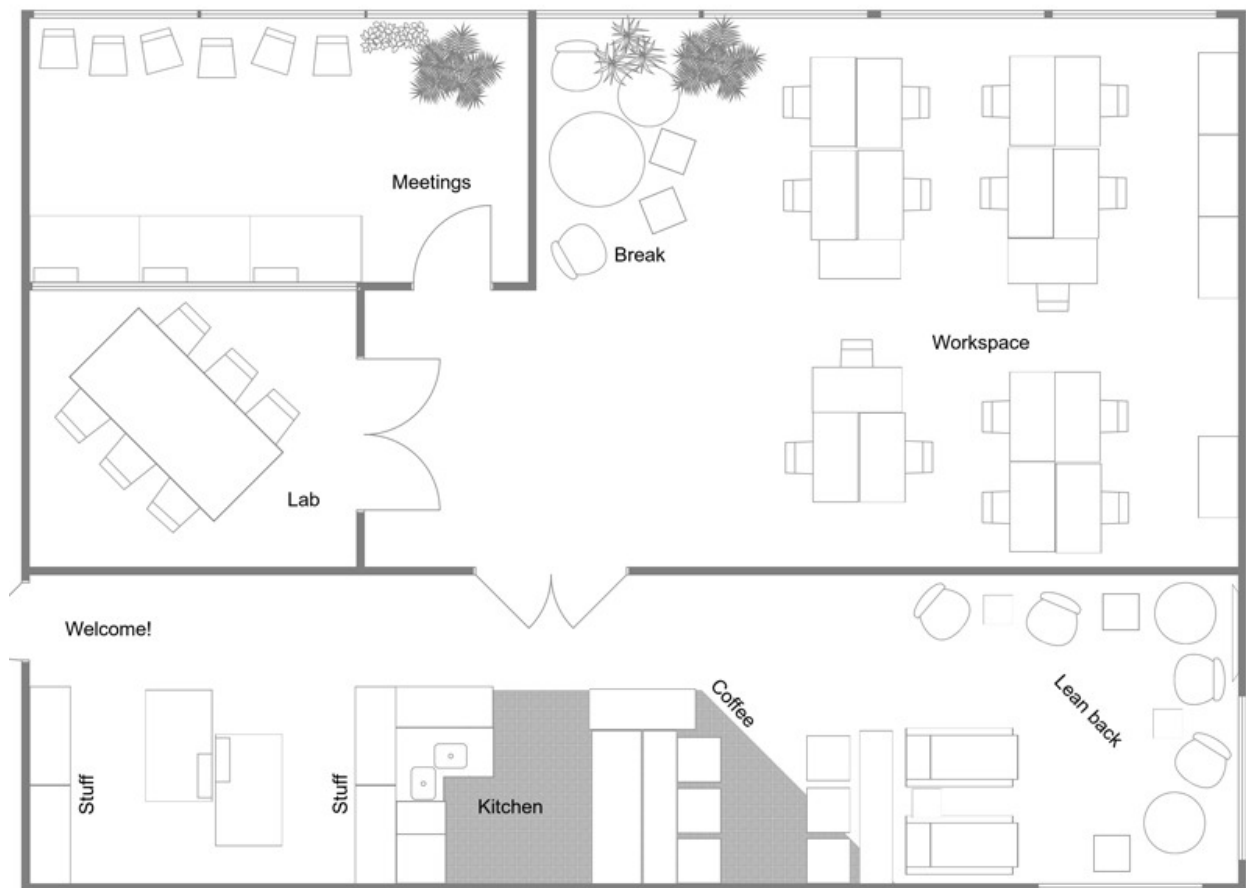 Meetings
Break
Workspace
Lab
Welcome!
Coffee
Lean back
Stuff
Stuff
Kitchen